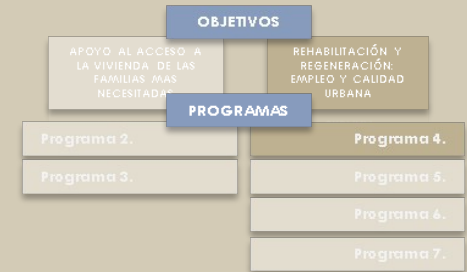 OBJETIVOS
APOYO AL ACCESO A
LA VIVIENDA DE LAS
FAMILIAS MAS
NECESITADAS
REHABILITACIÓN Y
REGENERACIÓN:
EMPLEO Y CALIDAD
URBANA
PROGRAMAS
Programa 2.
Programa 4.
Programa 3.
Programa 5.
Programa 6.
Programa 7.